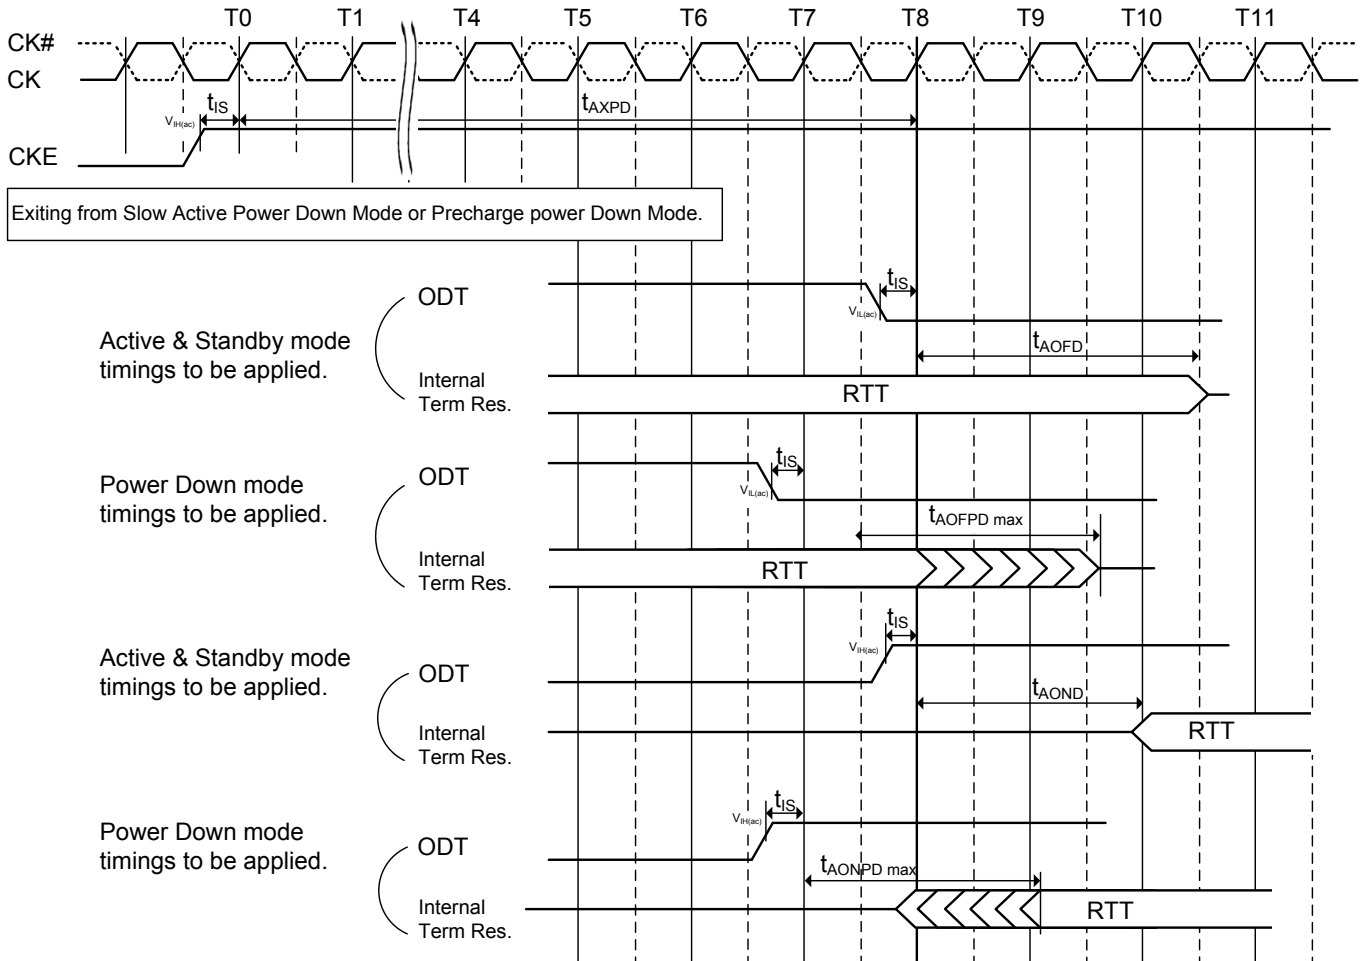 T0 T1 T4 T5 T6 T7 T8 T9 T10 T11
CK#
CK
tIS
tAXPD
VIH(ac)
CKE
Exiting from Slow Active Power Down Mode or Precharge power Down Mode.
tIS
ODT
VIL(ac)
Active & Standby mode
timings to be applied.
tAOFD
Internal
Term Res.
RTT
tIS
ODT
Power Down mode
timings to be applied.
VIL(ac)
tAOFPD max
Internal
Term Res.
RTT
tIS
VIH(ac)
Active & Standby mode
timings to be applied.
ODT
tAOND
Internal
Term Res.
RTT
tIS
VIH(ac)
Power Down mode
timings to be applied.
ODT
tAONPD max
Internal
Term Res.
RTT